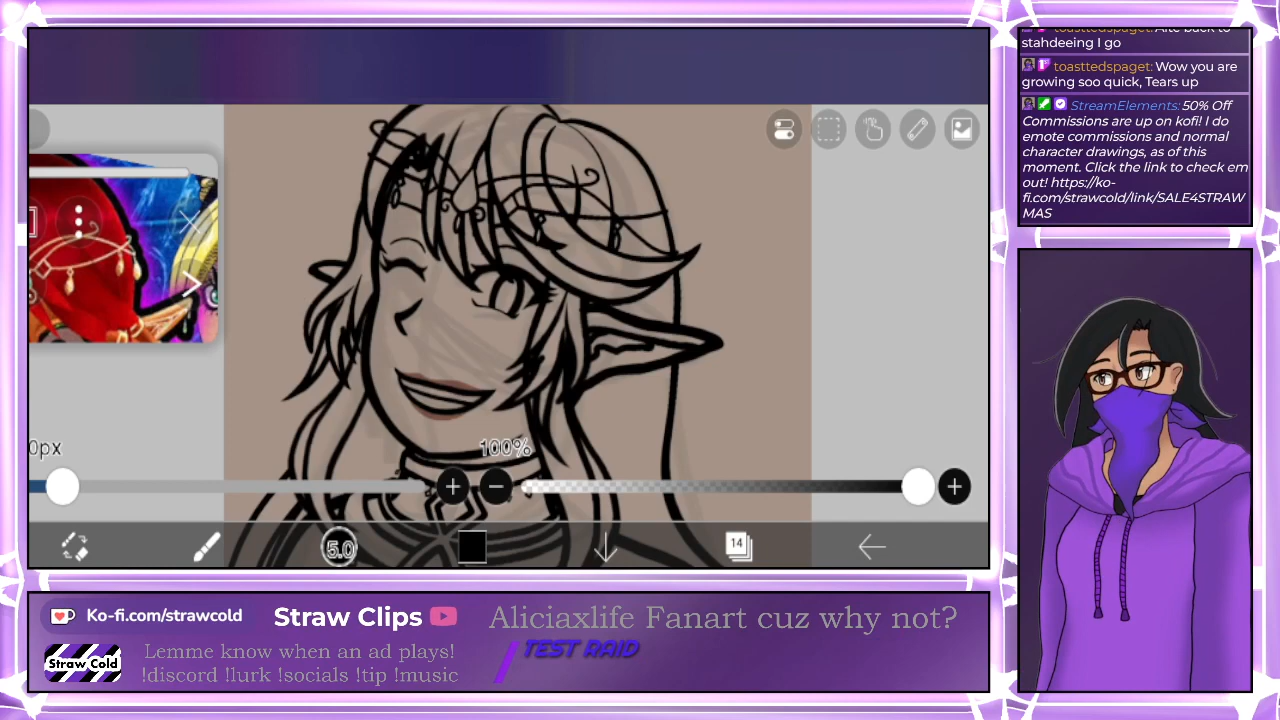 stahdeeing I go
toasttedspaget: Wow you are
growing soo quick, Tears up
StreamElements: 50% Off
Commissions are up on kofi! I do
emote commissions and normal
character drawings, as of this
moment. Click the link to check em
out! https://ko-
fi.com/strawcold/link/SALE4STRAW
MAS
0px
100%
5.0
14
Ko-fi.com/strawcold
Straw Clips
Aliciaxlife Fanart cuz why not?
Straw Cold
Lemme know when an ad plays!
!discord !lurk !socials !tip !music
TEST RAID